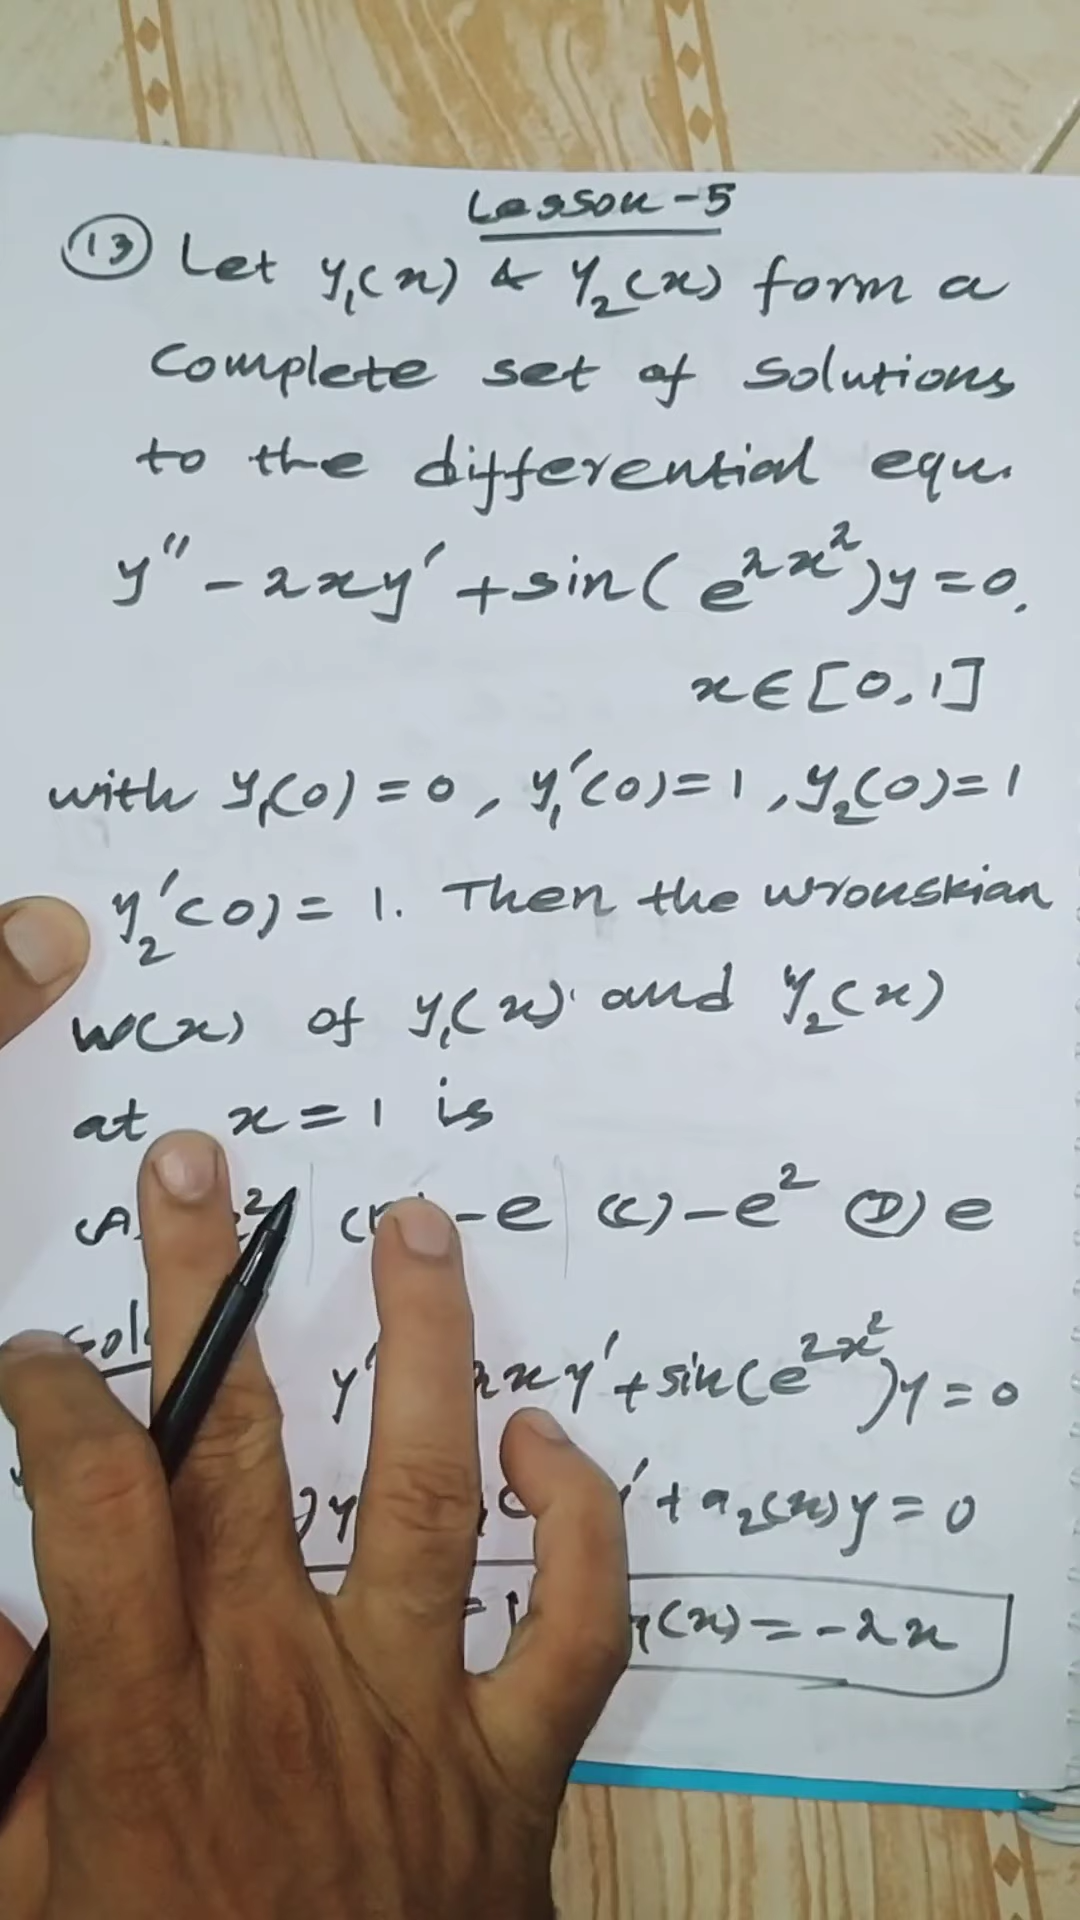 Lesson-5
(13) Let y₁(x) & y₂(x) form a
complete set of solutions
to the differential equ.
y'' - 2xy' + sin(e^{2x²})y = 0.
x ∈ [0,1]
with y₁(0) = 0, y₁'(0) = 1, y₂(0) = 1
y₂'(0) = 1. Then the wronskian
W(x) of y₁(x) and y₂(x)
at x = 1 is
(A) ² -e (C) -e² (D) e
y' 2xy' + sin(e^{2x²})y = 0
y ' + a₂(x)y = 0
= (x) = -2x